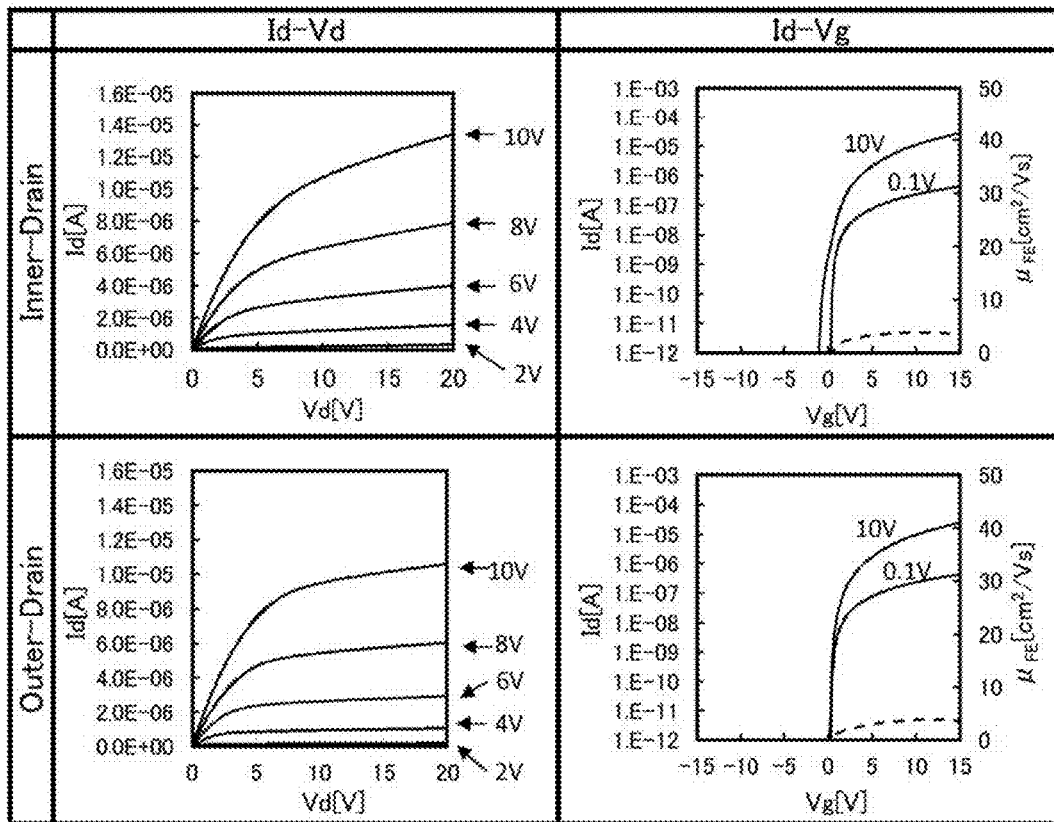 Id-Vd
Id-Vg
Inner-Drain
1.6E-05
1.4E-05
1.2E-05
1.0E-05
8.0E-06
6.0E-06
4.0E-06
2.0E-06
0.0E+00
Id[A]
0 5 10 15 20
Vd[V]
10V
8V
6V
4V
2V
1.E-03
1.E-04
1.E-05
1.E-06
1.E-07
1.E-08
1.E-09
1.E-10
1.E-11
1.E-12
Id[A]
10V
0.1V
50
40
30
20
10
0
μFE[cm²/Vs]
-15 -10 -5 0 5 10 15
Vg[V]
Outer-Drain
1.6E-05
1.4E-05
1.2E-05
1.0E-05
8.0E-06
6.0E-06
4.0E-06
2.0E-06
0.0E+00
Id[A]
0 5 10 15 20
Vd[V]
10V
8V
6V
4V
2V
1.E-03
1.E-04
1.E-05
1.E-06
1.E-07
1.E-08
1.E-09
1.E-10
1.E-11
1.E-12
Id[A]
10V
0.1V
50
40
30
20
10
0
μFE[cm²/Vs]
-15 -10 -5 0 5 10 15
Vg[V]